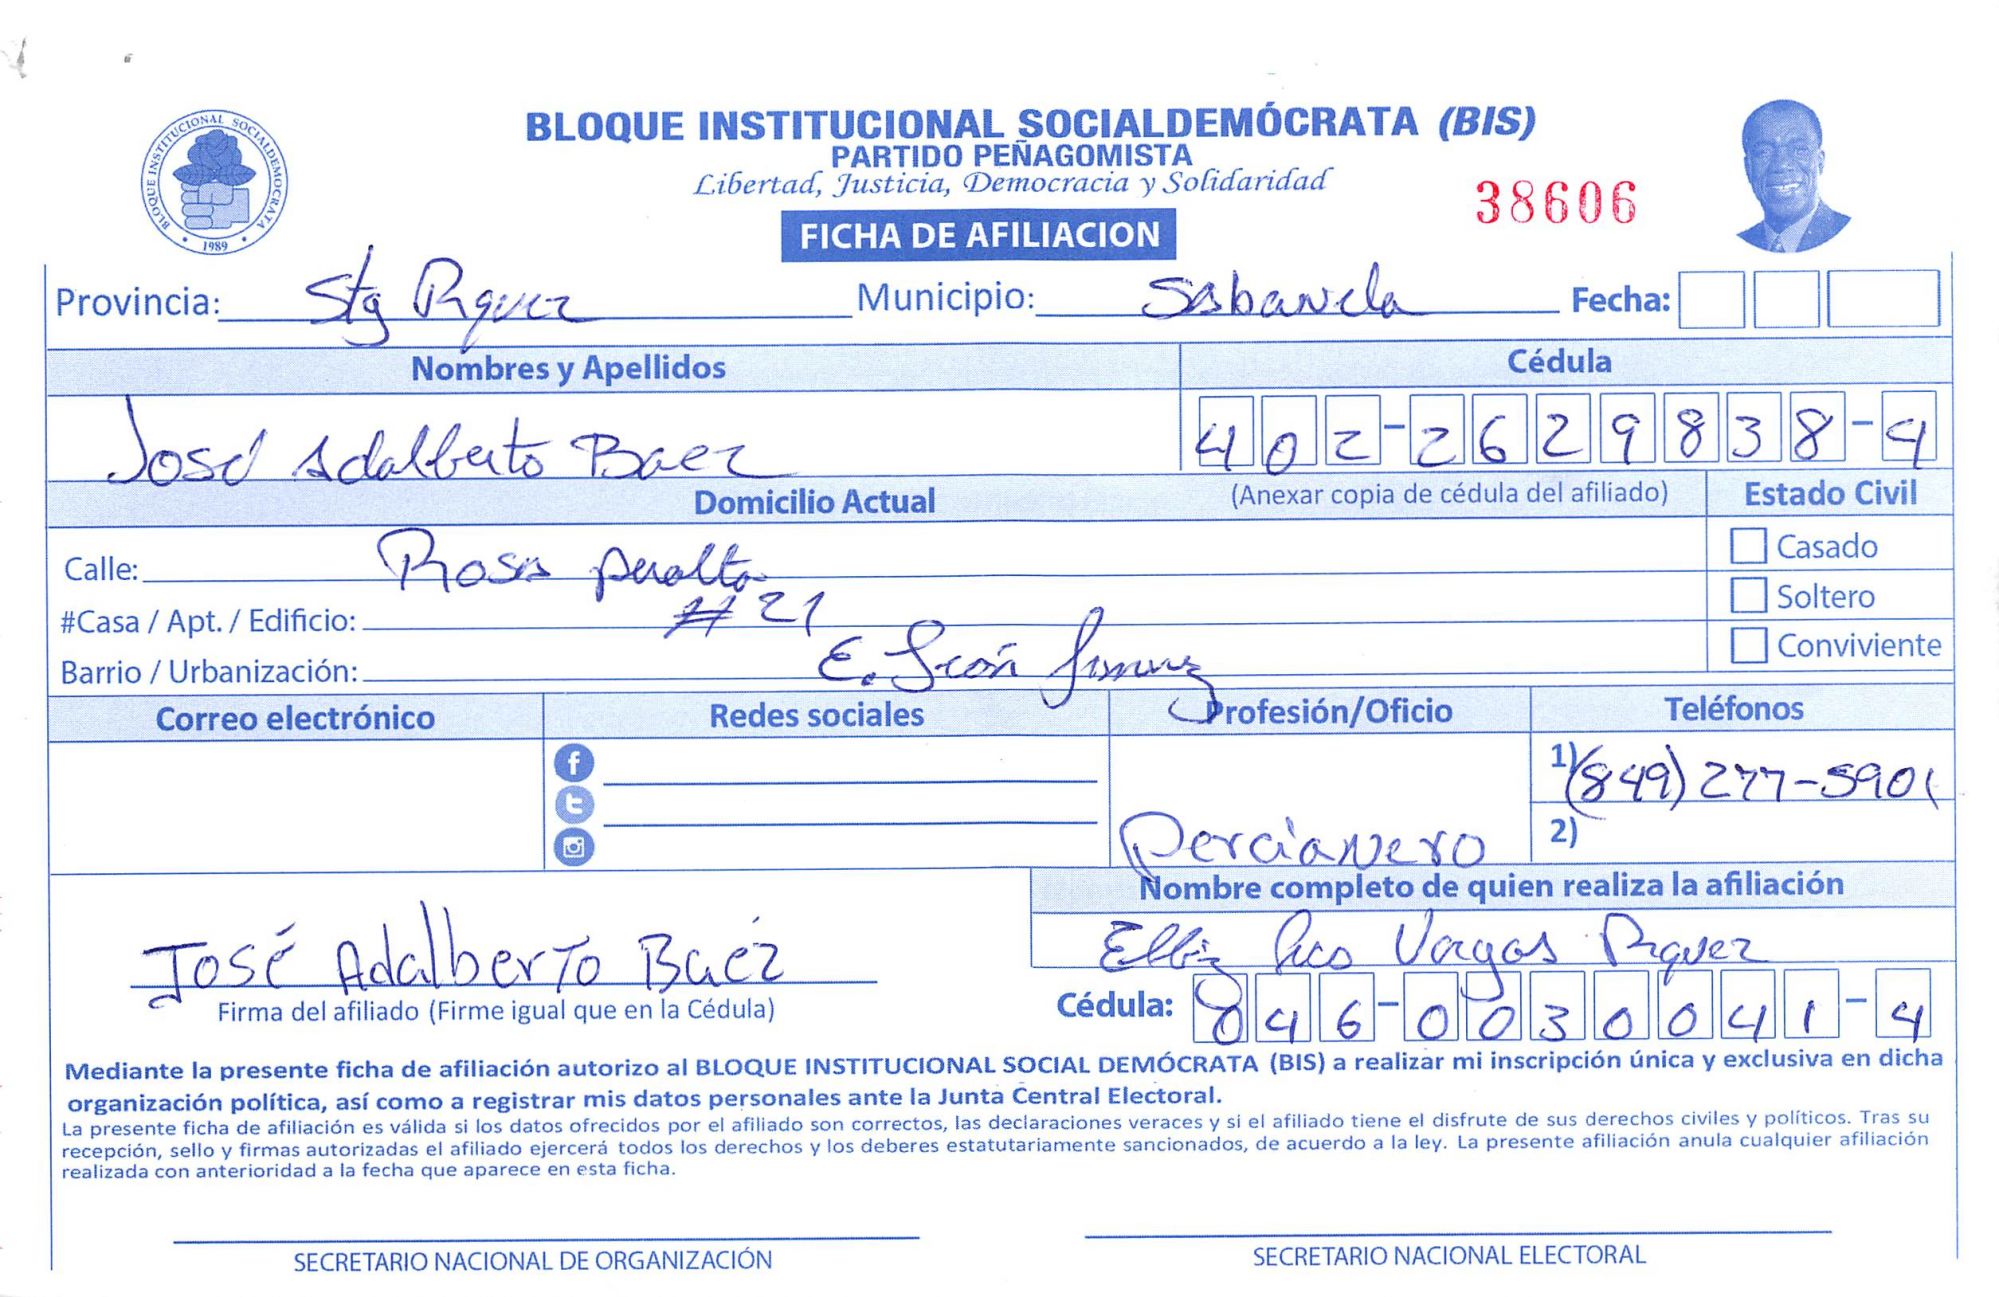 BLOQUE INSTITUCIONAL SOCIALDEMOCRATA
1989
BLOQUE INSTITUCIONAL SOCIALDEMÓCRATA (BIS)
PARTIDO PEÑAGOMISTA
Libertad, Justicia, Democracia y Solidaridad
38606
FICHA DE AFILIACION
Provincia: Stg Rguez Municipio: Sabaneta Fecha:
Nombres y Apellidos Cédula
José Adalberto Baez 402-2629838-4
Domicilio Actual (Anexar copia de cédula del afiliado) Estado Civil
Calle: Rosa peralta Casado
#Casa / Apt. / Edificio: #21 Soltero
Barrio / Urbanización: E. León Jimenez Conviviente
Correo electrónico Redes sociales Profesión/Oficio Teléfonos
1) (849) 277-5901
Percianero 2)
Nombre completo de quien realiza la afiliación
José Adalberto Baéz Vargas Rguez
Firma del afiliado (Firme igual que en la Cédula) Cédula: 046-0030041-4
Mediante la presente ficha de afiliación autorizo al BLOQUE INSTITUCIONAL SOCIAL DEMÓCRATA (BIS) a realizar mi inscripción única y exclusiva en dicha
organización política, así como a registrar mis datos personales ante la Junta Central Electoral.
La presente ficha de afiliación es válida si los datos ofrecidos por el afiliado son correctos, las declaraciones veraces y si el afiliado tiene el disfrute de sus derechos civiles y políticos. Tras su
recepción, sello y firmas autorizadas el afiliado ejercerá todos los derechos y los deberes estatutariamente sancionados, de acuerdo a la ley. La presente afiliación anula cualquier afiliación
realizada con anterioridad a la fecha que aparece en esta ficha.
SECRETARIO NACIONAL DE ORGANIZACIÓN SECRETARIO NACIONAL ELECTORAL